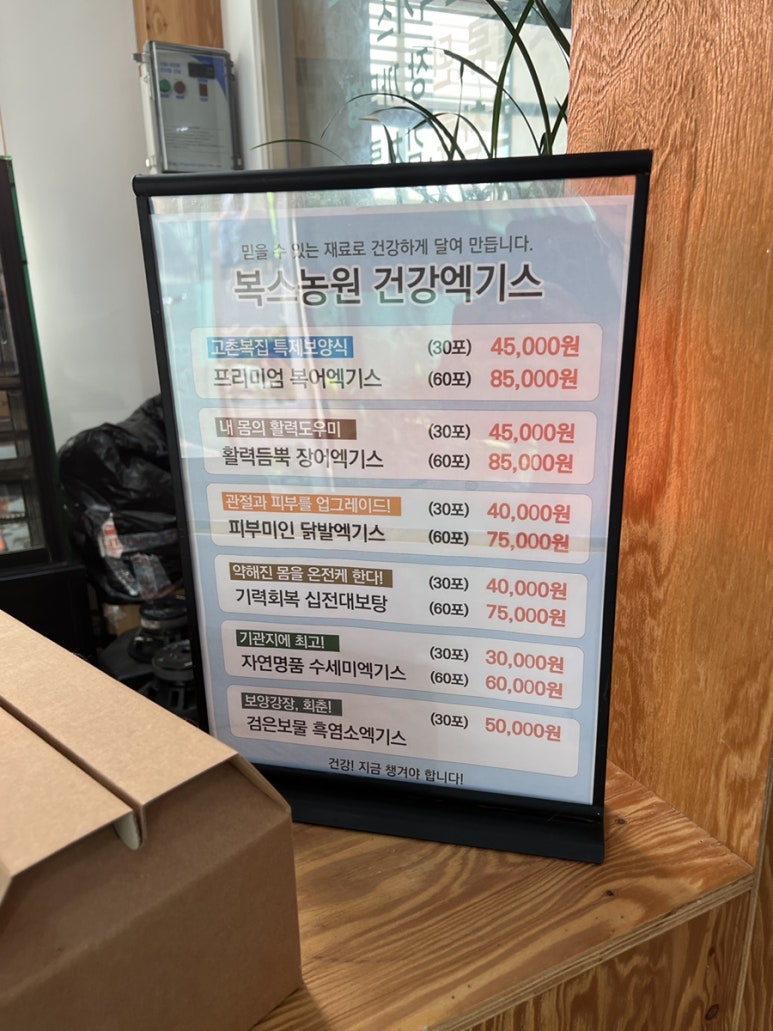 믿을 수 있는 재료로 건강하게 달여 만듭니다.
복스농원 건강엑기스
고촌복집 특제보양식
프리미엄 복어엑기스
(30포) 45,000원
(60포) 85,000원
내 몸의 활력도우미
활력듬뿍 장어엑기스
(30포) 45,000원
(60포) 85,000원
관절과 피부를 업그레이드!
피부미인 닭발엑기스
(30포) 40,000원
(60포) 75,000원
약해진 몸을 온전케 한다!
기력회복 십전대보탕
(30포) 40,000원
(60포) 75,000원
기관지에 최고!
자연명품 수세미엑기스
(30포) 30,000원
(60포) 60,000원
보양강장, 회춘!
검은보물 흑염소엑기스
(30포) 50,000원
건강! 지금 챙겨야 합니다!